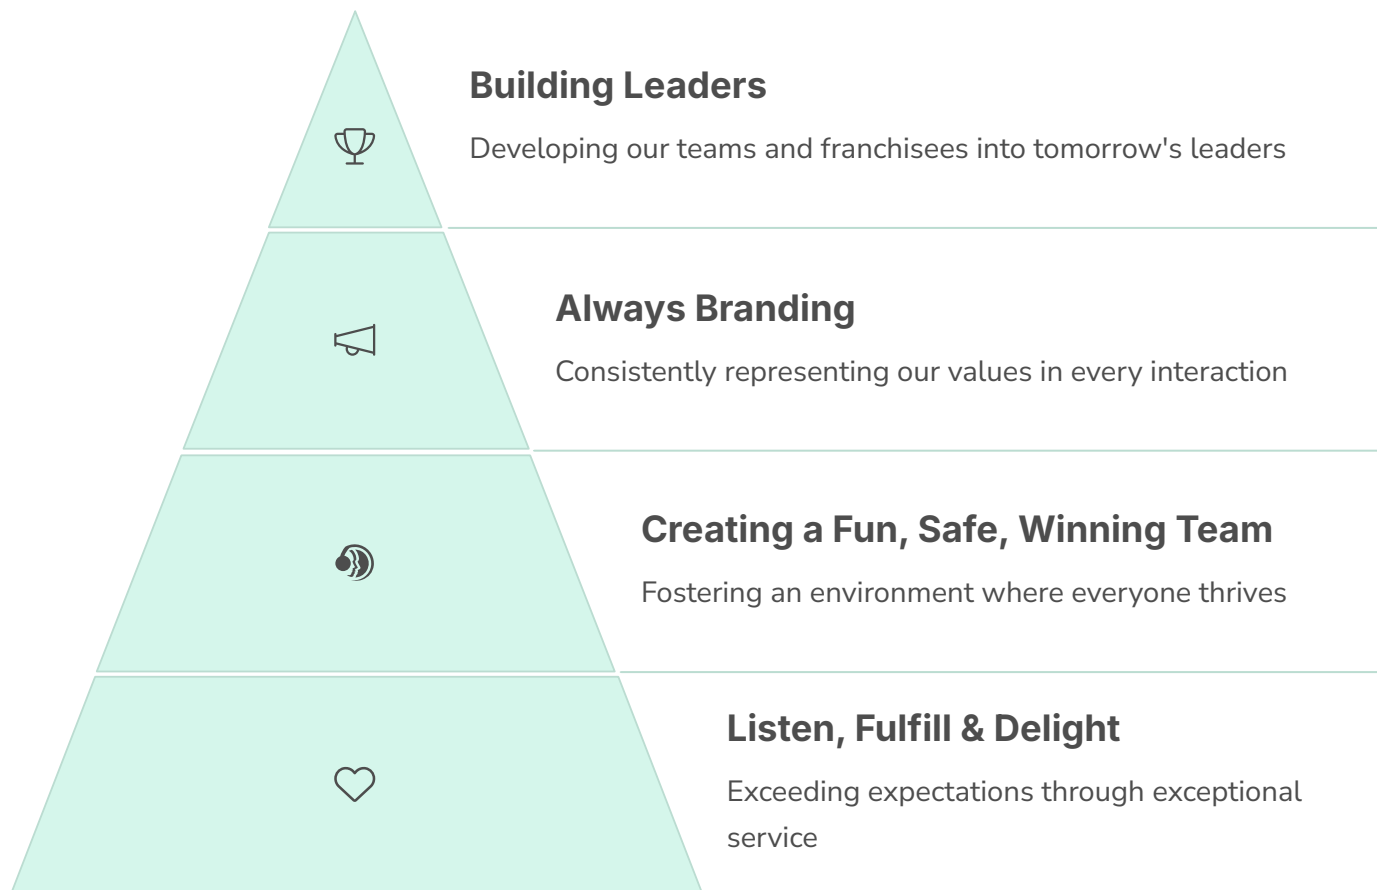 Building Leaders
Developing our teams and franchisees into tomorrow's leaders
Always Branding
Consistently representing our values in every interaction
Creating a Fun, Safe, Winning Team
Fostering an environment where everyone thrives
Listen, Fulfill & Delight
Exceeding expectations through exceptional
service